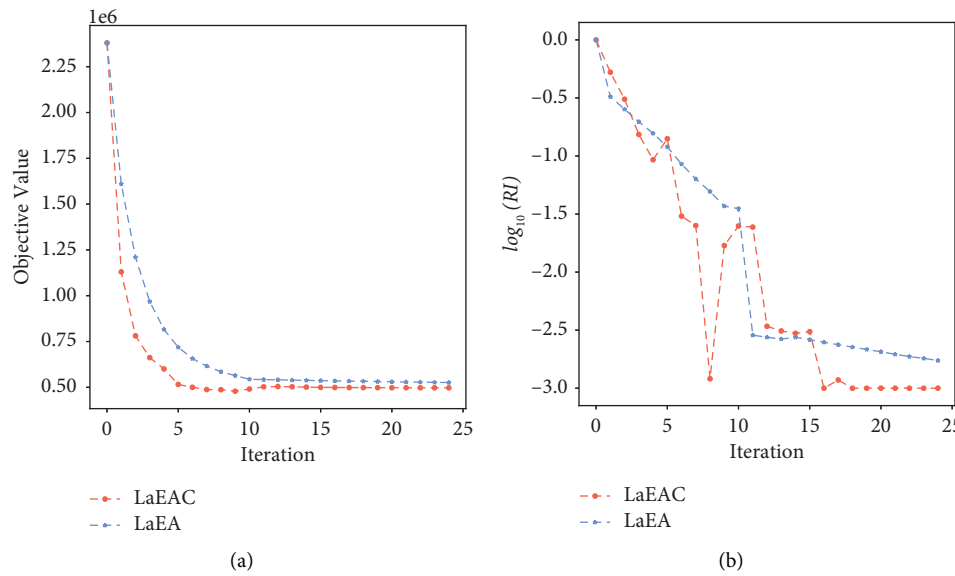 1e6
Objective Value
2.25
2.00
1.75
1.50
1.25
1.00
0.75
0.50
0 5 10 15 20 25
Iteration
LaEAC
LaEA
(a)
log₁₀ (RI)
0.0
−0.5
−1.0
−1.5
−2.0
−2.5
−3.0
0 5 10 15 20 25
Iteration
LaEAC
LaEA
(b)